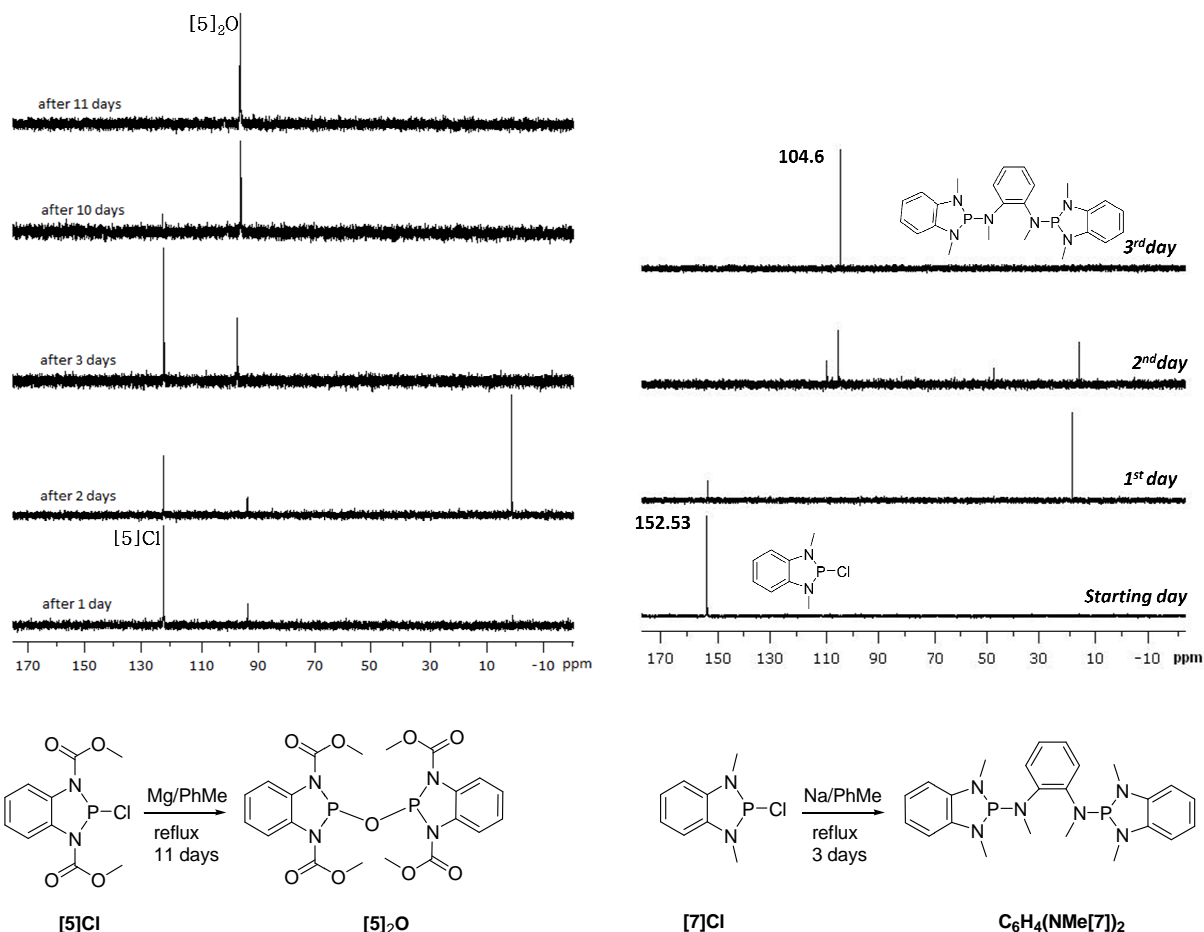 [5]₂O
after 11 days
after 10 days
after 3 days
after 2 days
[5]Cl
after 1 day
170 150 130 110 90 70 50 30 10 -10 ppm
104.6
N
P
N
N
N
P
N
N
3rd day
2nd day
1st day
152.53
N
P
Cl
N
Starting day
170 150 130 110 90 70 50 30 10 -10 ppm
O
O
N
P
Cl
N
O
O
Mg/PhMe
reflux
11 days
O
O
N
P
N
O
O
O
O
O
N
P
N
O
O
N
P
Cl
N
Na/PhMe
reflux
3 days
N
P
N
N
N
P
N
N
[5]Cl
[5]₂O
[7]Cl
C₆H₄(NMe[7])₂